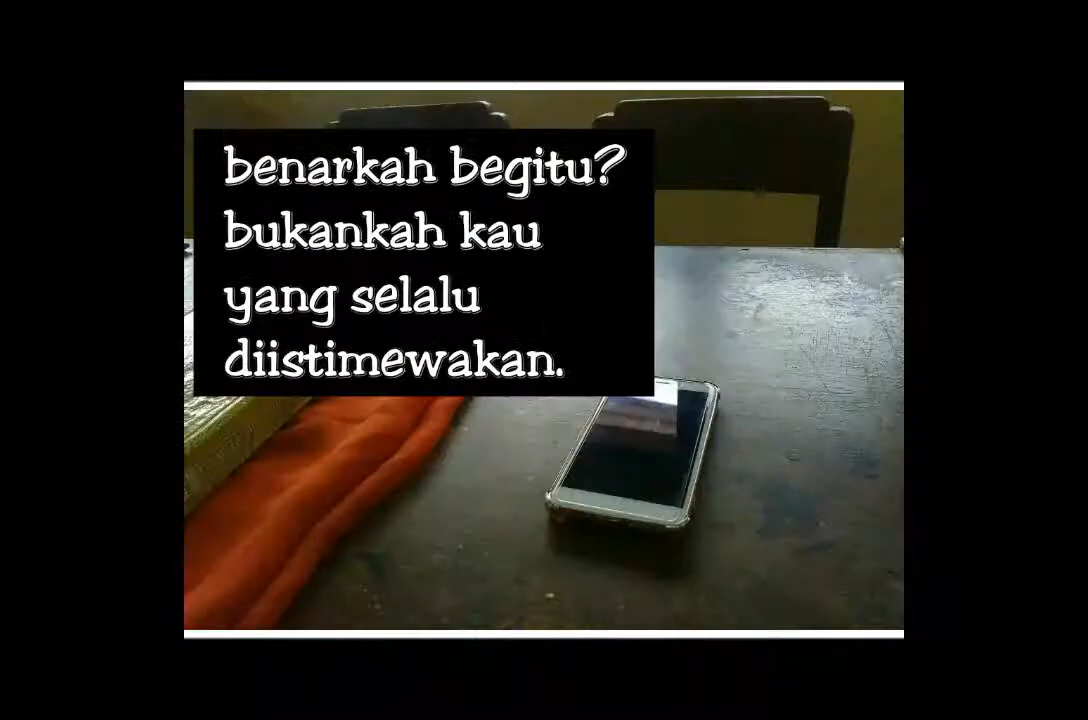 benarkah begitu?
bukankah kau
yang selalu
diistimewakan.